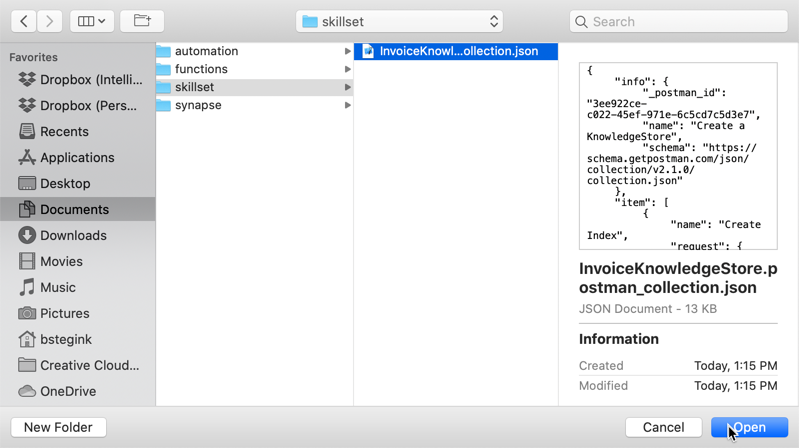 skillset
Search
Favorites
Dropbox (Intelli...
Dropbox (Pers...
Recents
Applications
Desktop
Documents
Downloads
Movies
Music
Pictures
bstegink
Creative Cloud...
OneDrive
automation
functions
skillset
synapse
InvoiceKnowl...ollection.json
{
"info": {
"_postman_id":
"3ee922ce-
c022-45ef-971e-6c5cd7c5d3e7",
"name": "Create a
KnowledgeStore",
"schema": "https://
schema.getpostman.com/json/
collection/v2.1.0/
collection.json"
},
"item": [
{
"name": "Create
Index",
"request": {
InvoiceKnowledgeStore.p
ostman_collection.json
JSON Document - 13 KB
Information
Created Today, 1:15 PM
Modified Today, 1:15 PM
New Folder
Cancel
Open